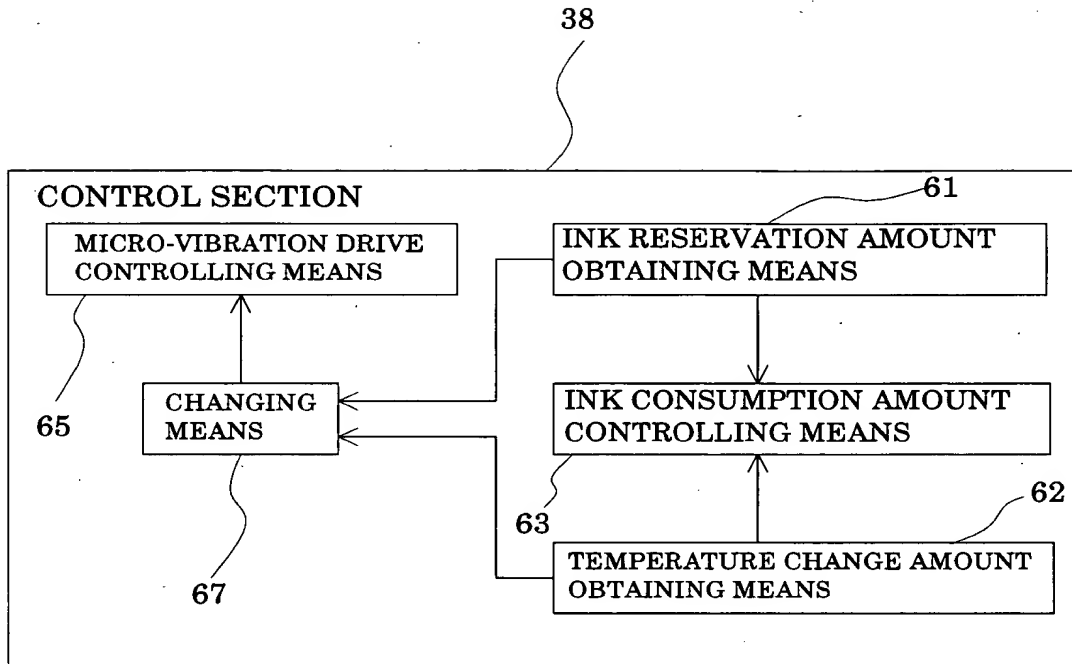 38
CONTROL SECTION
61
MICRO-VIBRATION DRIVE
CONTROLLING MEANS
INK RESERVATION AMOUNT
OBTAINING MEANS
65
CHANGING
MEANS
INK CONSUMPTION AMOUNT
CONTROLLING MEANS
67
63
62
TEMPERATURE CHANGE AMOUNT
OBTAINING MEANS